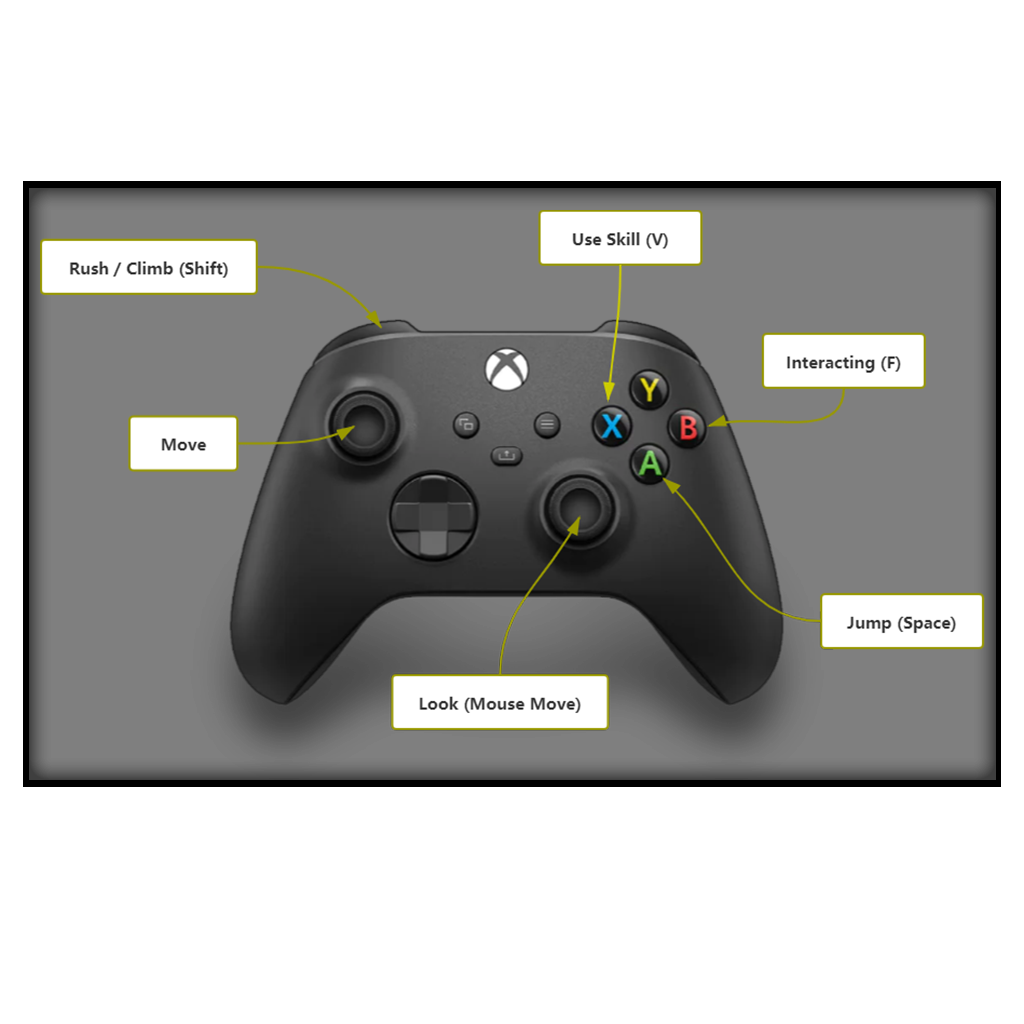 Use Skill (V)
Rush / Climb (Shift)
Interacting (F)
Y
Move
X
B
A
Jump (Space)
Look (Mouse Move)